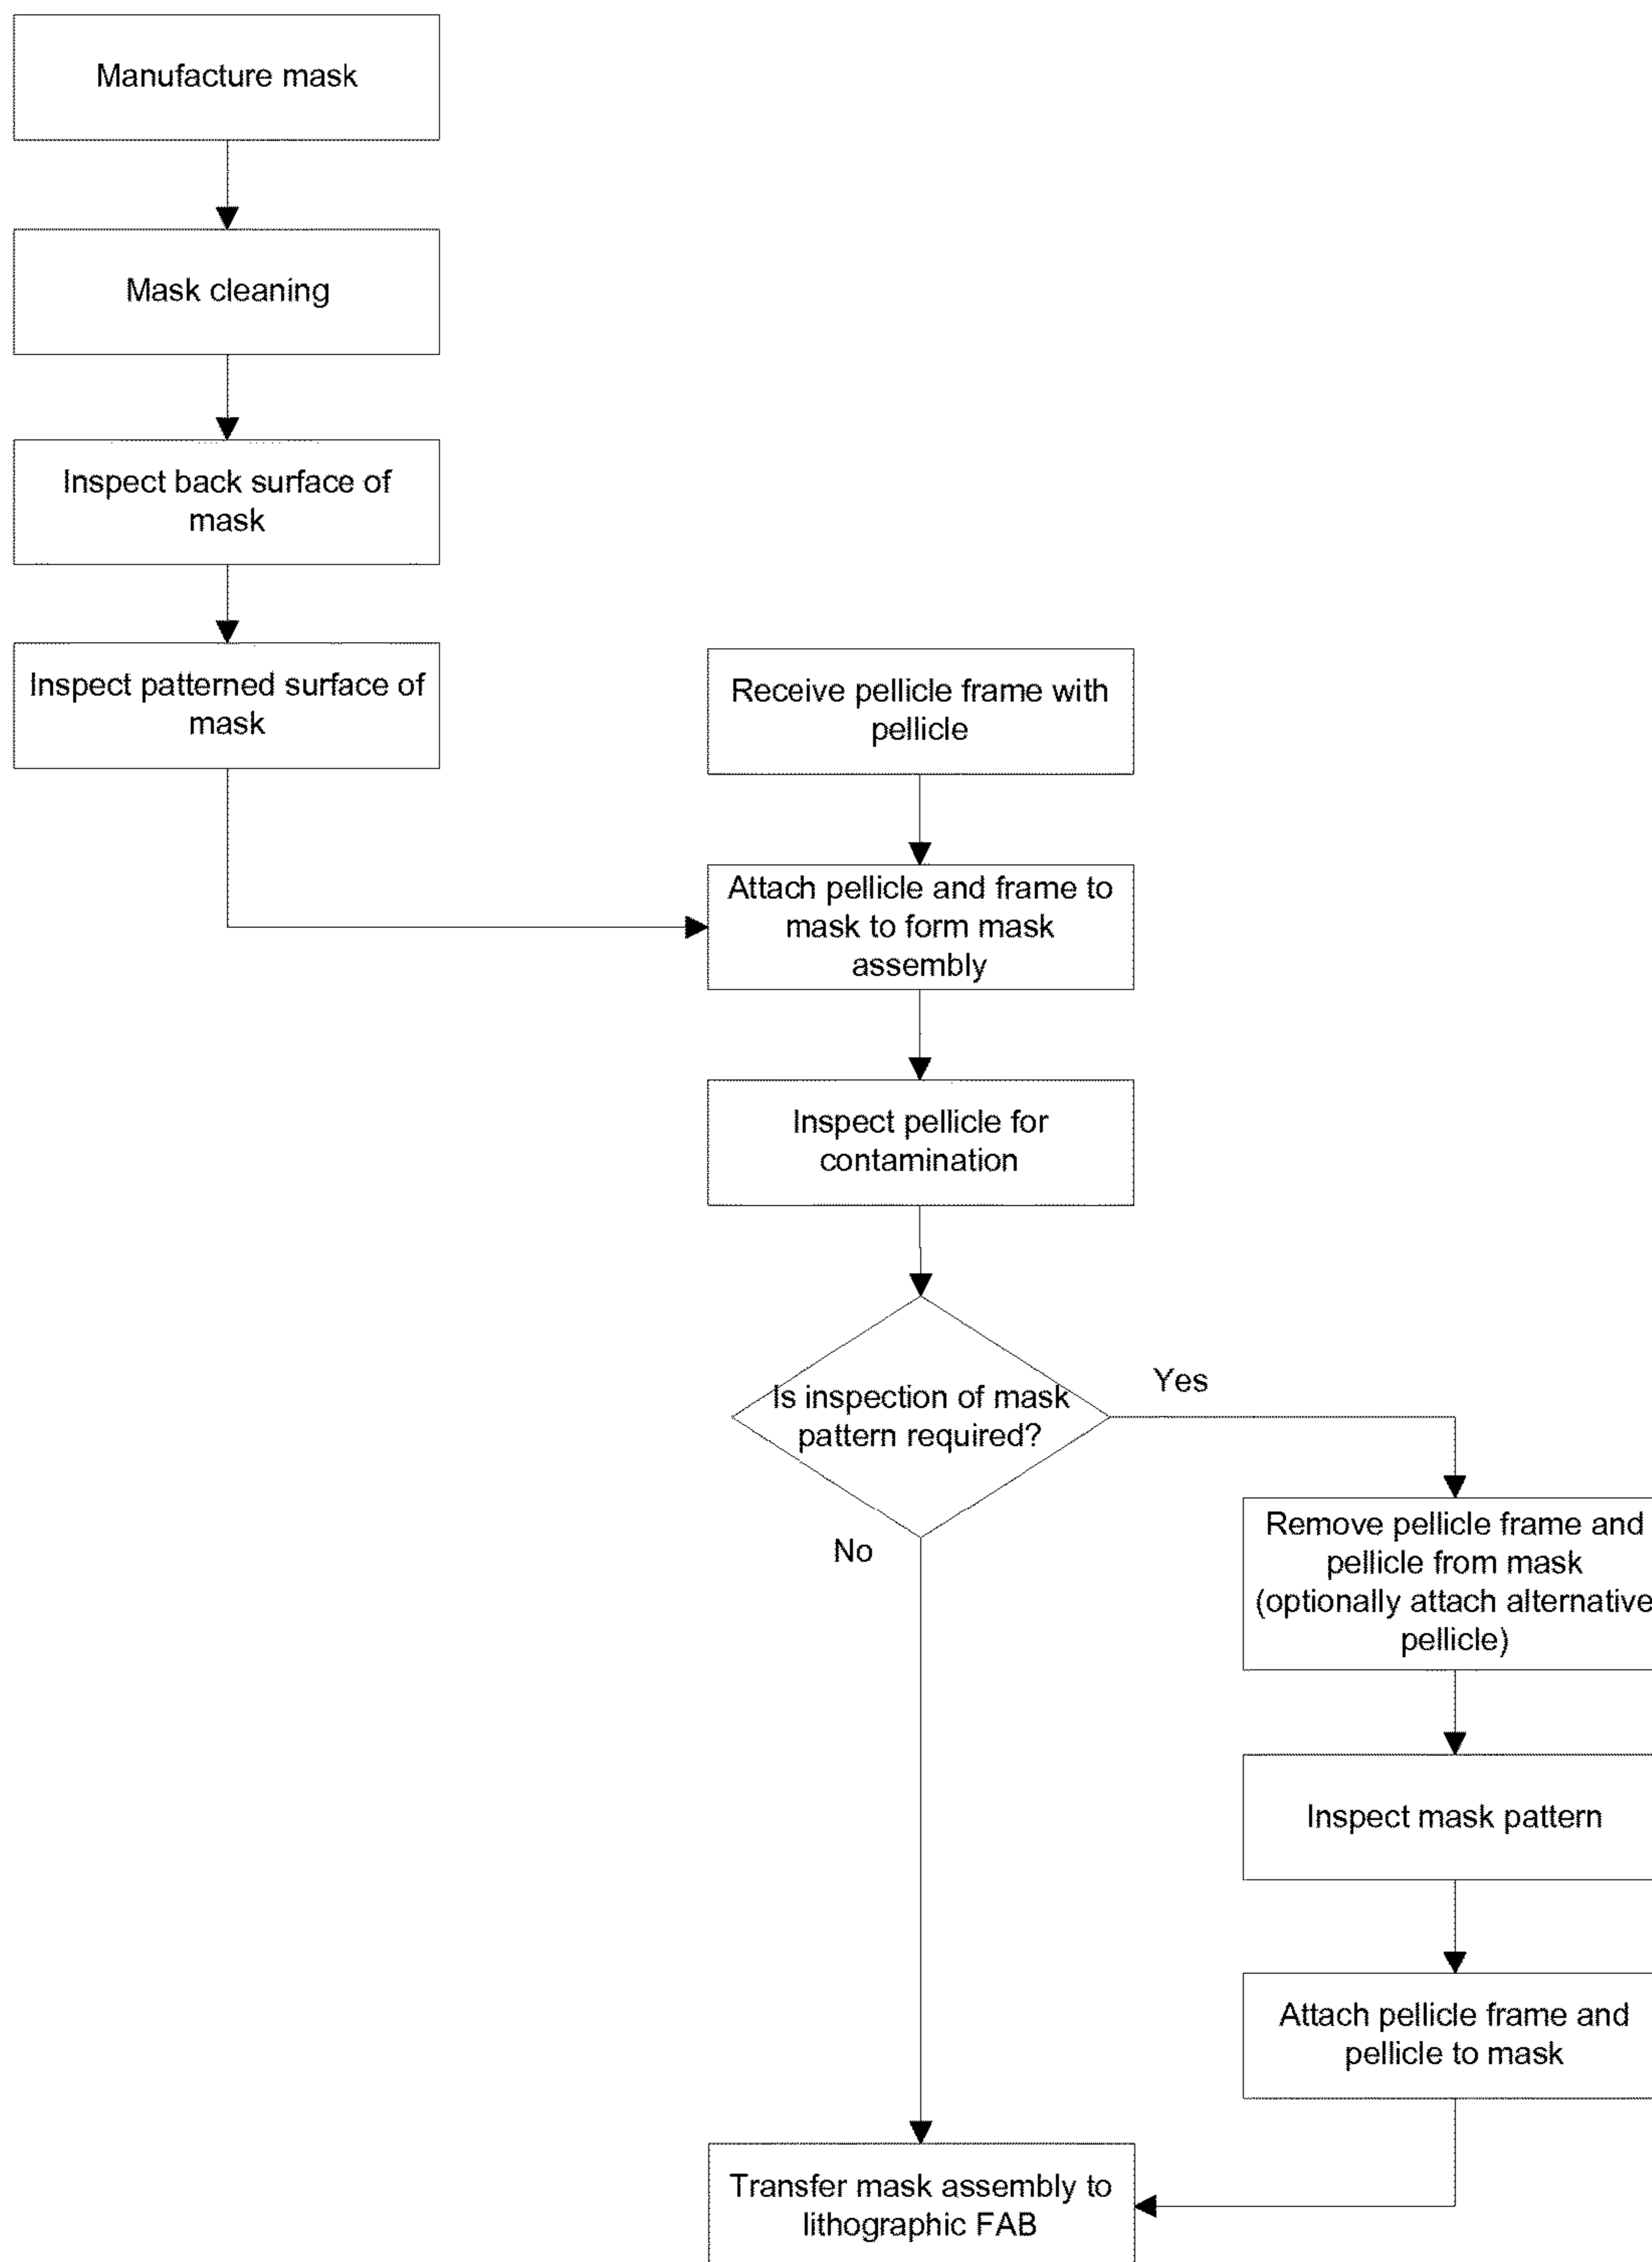 Manufacture mask
Mask cleaning
Inspect back surface of
mask
Inspect patterned surface of
mask
Receive pellicle frame with
pellicle
Attach pellicle and frame to
mask to form mask
assembly
Inspect pellicle for
contamination
Is inspection of mask
pattern required?
Yes
No
Remove pellicle frame and
pellicle from mask
(optionally attach alternative
pellicle)
Inspect mask pattern
Attach pellicle frame and
pellicle to mask
Transfer mask assembly to
lithographic FAB